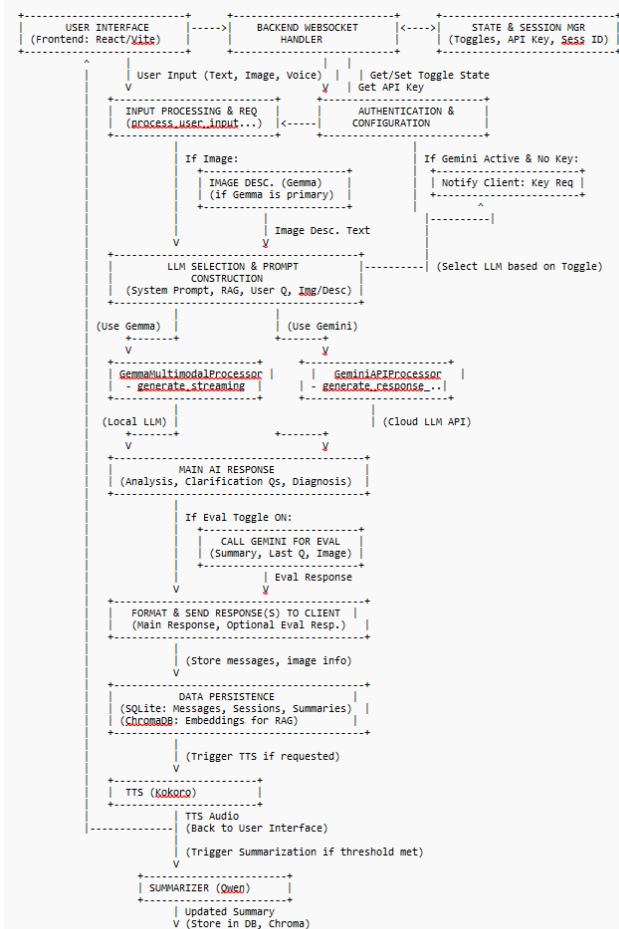 USER INTERFACE
(Frontend: React/Vite)
BACKEND WEBSOCKET
HANDLER
STATE & SESSION MGR
(Toggles, API Key, Sess ID)
User Input (Text, Image, Voice)
Get/Set Toggle State
Get API Key
INPUT PROCESSING & REQ
(process_user_input...)
AUTHENTICATION &
CONFIGURATION
If Image:
If Gemini Active & No Key:
IMAGE DESC. (Gemma)
(if Gemma is primary)
Notify Client: Key Req
Image Desc. Text
LLM SELECTION & PROMPT
CONSTRUCTION
(System Prompt, RAG, User Q, Img/Desc)
(Select LLM based on Toggle)
(Use Gemma)
(Use Gemini)
GemmaMultimodalProcessor
- generate_streaming
GeminiAPIProcessor
- generate_response_..
(Local LLM)
(Cloud LLM API)
MAIN AI RESPONSE
(Analysis, Clarification Qs, Diagnosis)
If Eval Toggle ON:
CALL GEMINI FOR EVAL
(Summary, Last Q, Image)
Eval Response
FORMAT & SEND RESPONSE(S) TO CLIENT
(Main Response, Optional Eval Resp.)
(Store messages, image info)
DATA PERSISTENCE
(SQLite: Messages, Sessions, Summaries)
(ChromaDB: Embeddings for RAG)
(Trigger TTS if requested)
TTS (Kokoro)
TTS Audio
(Back to User Interface)
(Trigger Summarization if threshold met)
SUMMARIZER (Qwen)
Updated Summary
(Store in DB, Chroma)